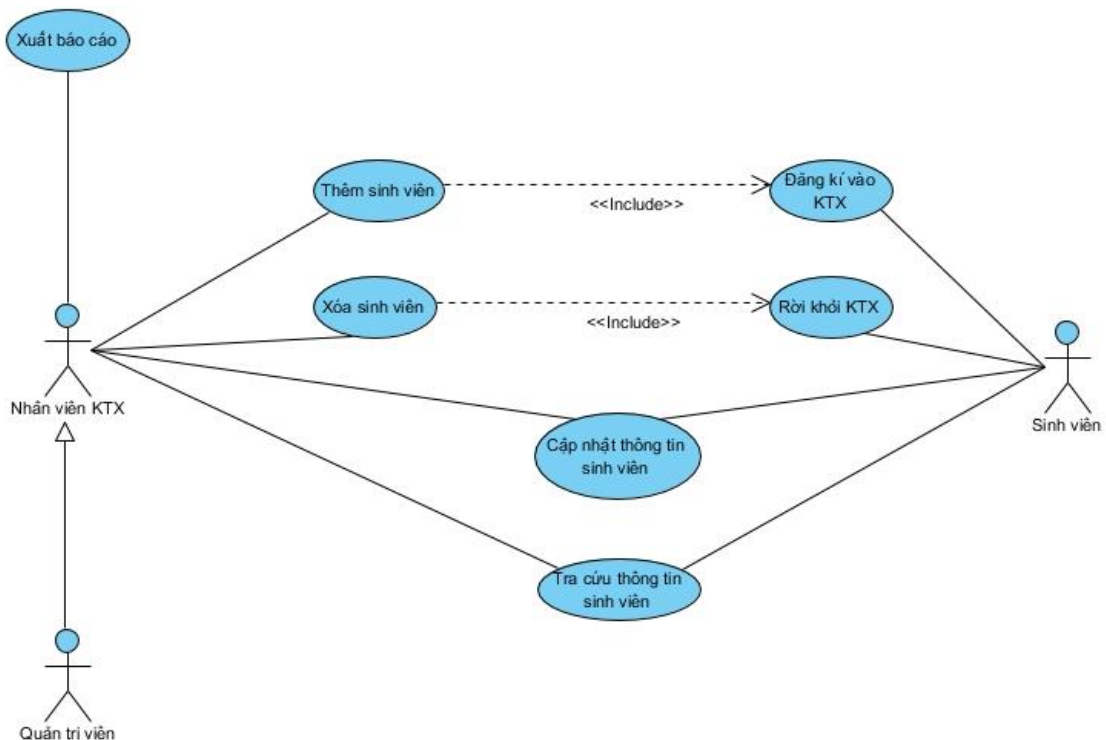 Xuất báo cáo
Thêm sinh viên
<<Include>>
Đăng kí vào
KTX
Xóa sinh viên
<<Include>>
Rời khỏi KTX
Nhân viên KTX
Sinh viên
Cập nhật thông tin
sinh viên
Tra cứu thông tin
sinh viên
Quản trị viên